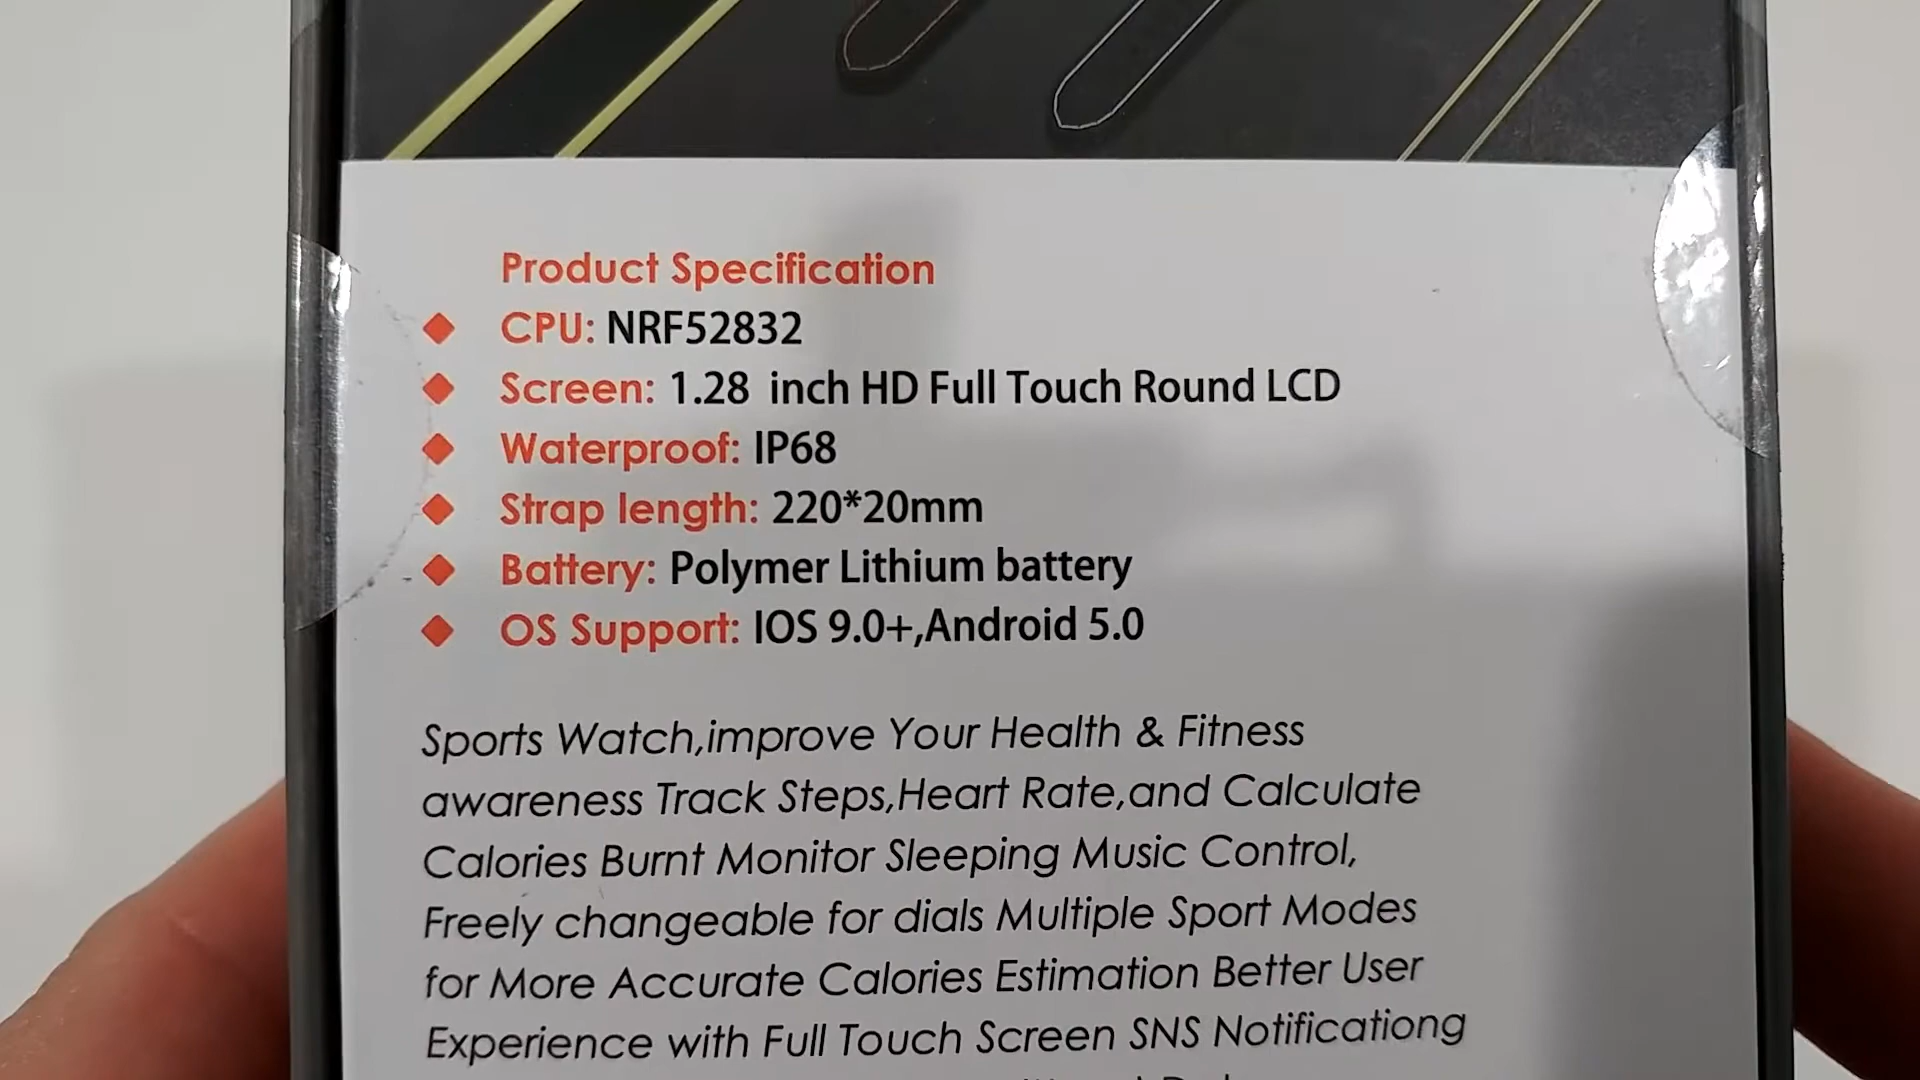 Product Specification
CPU: NRF52832
Screen: 1.28 inch HD Full Touch Round LCD
Waterproof: IP68
Strap length: 220*20mm
Battery: Polymer Lithium battery
OS Support: IOS 9.0+,Android 5.0
Sports Watch,improve Your Health & Fitness
awareness Track Steps,Heart Rate,and Calculate
Calories Burnt Monitor Sleeping Music Control,
Freely changeable for dials Multiple Sport Modes
for More Accurate Calories Estimation Better User
Experience with Full Touch Screen SNS Notificationg